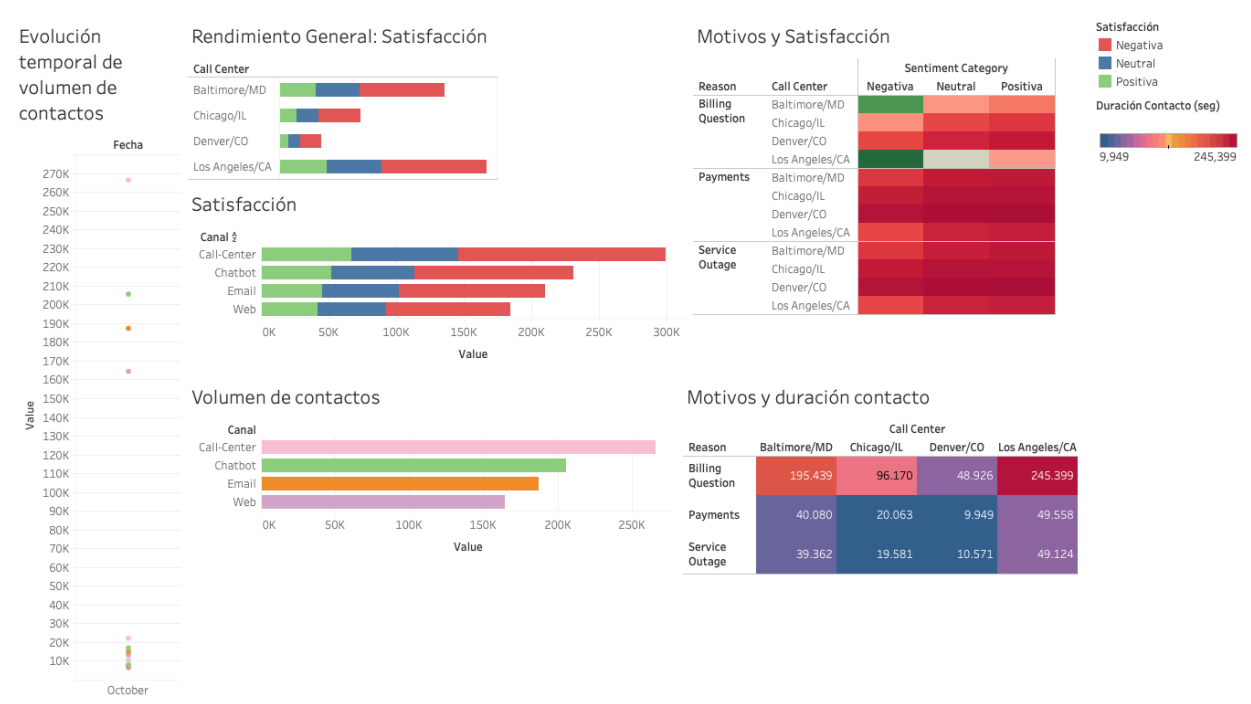 Evolución
temporal de
volumen de
contactos
Fecha
270K
260K
250K
240K
230K
220K
210K
200K
190K
180K
170K
160K
150K
140K
130K
120K
110K
100K
90K
80K
70K
60K
50K
40K
30K
20K
10K
Value
October
Rendimiento General: Satisfacción
Call Center
Baltimore/MD
Chicago/IL
Denver/CO
Los Angeles/CA
Satisfacción
Canal
Call-Center
Chatbot
Email
Web
0K 50K 100K 150K 200K 250K 300K
Value
Volumen de contactos
Canal
Call-Center
Chatbot
Email
Web
0K 50K 100K 150K 200K 250K
Value
Motivos y Satisfacción
Sentiment Category
Reason Call Center Negativa Neutral Positiva
Billing Question
Baltimore/MD
Chicago/IL
Denver/CO
Los Angeles/CA
Payments
Baltimore/MD
Chicago/IL
Denver/CO
Los Angeles/CA
Service Outage
Baltimore/MD
Chicago/IL
Denver/CO
Los Angeles/CA
Motivos y duración contacto
Call Center
Reason Baltimore/MD Chicago/IL Denver/CO Los Angeles/CA
Billing Question 195.439 96.170 48.926 245.399
Payments 40.080 20.063 9.949 49.558
Service Outage 39.362 19.581 10.571 49.124
Satisfacción
Negativa
Neutral
Positiva
Duración Contacto (seg)
9,949 245,399